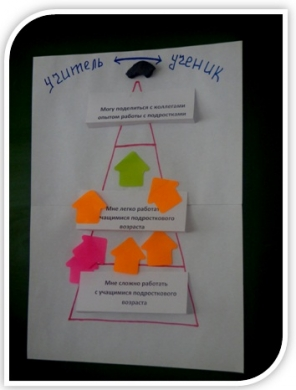 учитель ученик
Могу поделиться с коллегами
опытом работы с подростками
Мне легко работать
с учащимися подросткового
возраста
Мне сложно работать
с учащимися подросткового
возраста